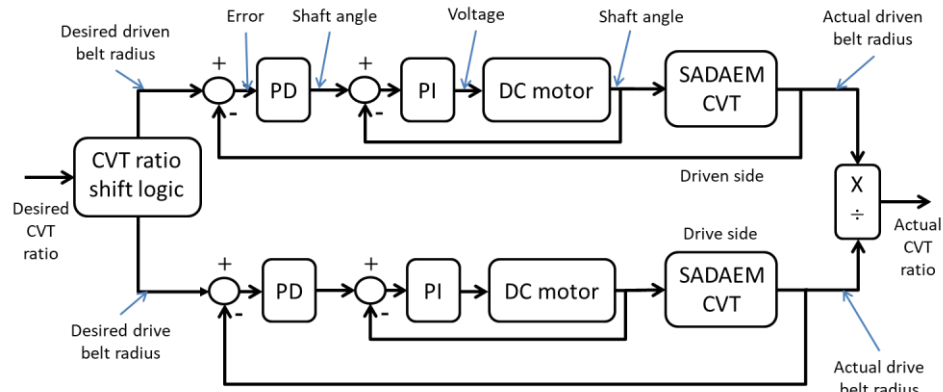 Desired driven
belt radius
Error
Shaft angle
Voltage
Shaft angle
Actual driven
belt radius
+
-
PD
+
-
PI
DC motor
SADAEM
CVT
Driven side
CVT ratio
shift logic
Desired
CVT
ratio
X
÷
Actual
CVT
ratio
Drive side
+
-
PD
+
-
PI
DC motor
SADAEM
CVT
Desired drive
belt radius
Actual drive
belt radius